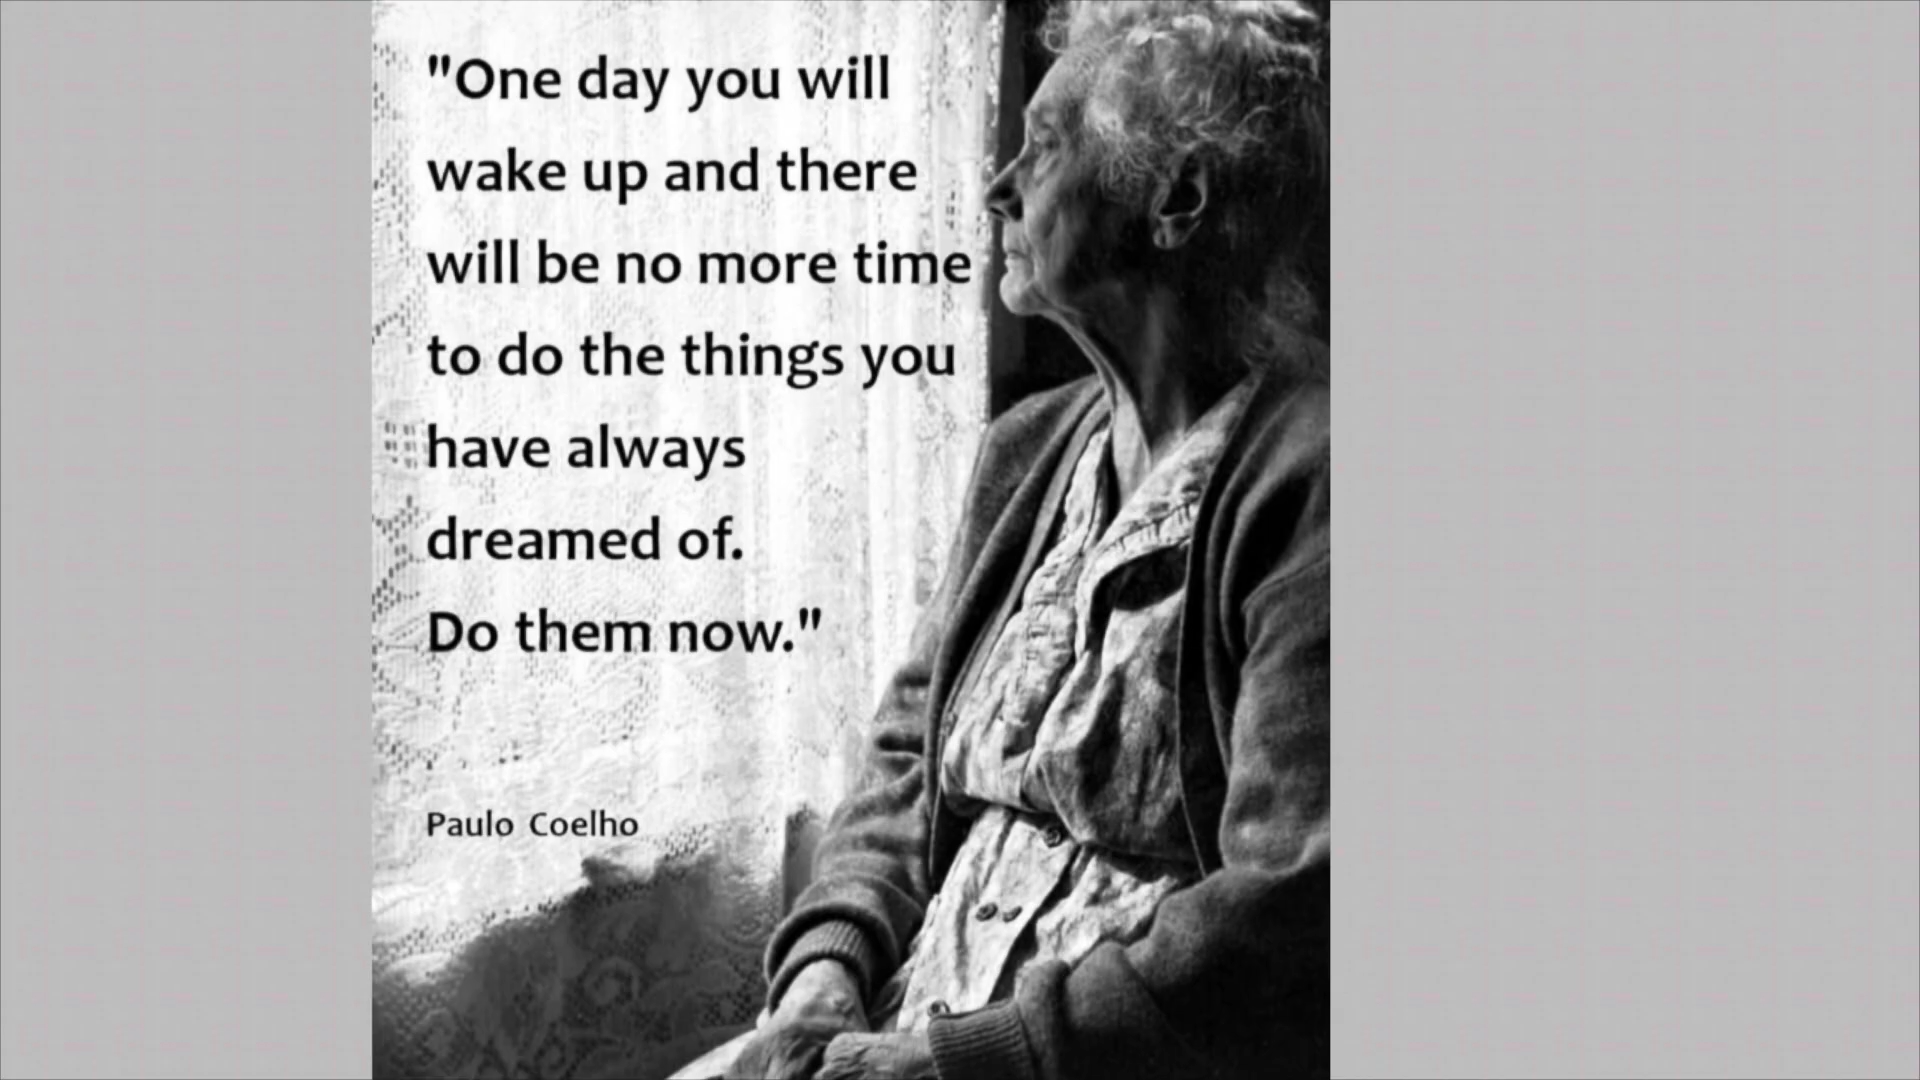 "One day you will
wake up and there
will be no more time
to do the things you
have always
dreamed of.
Do them now."
Paulo Coelho